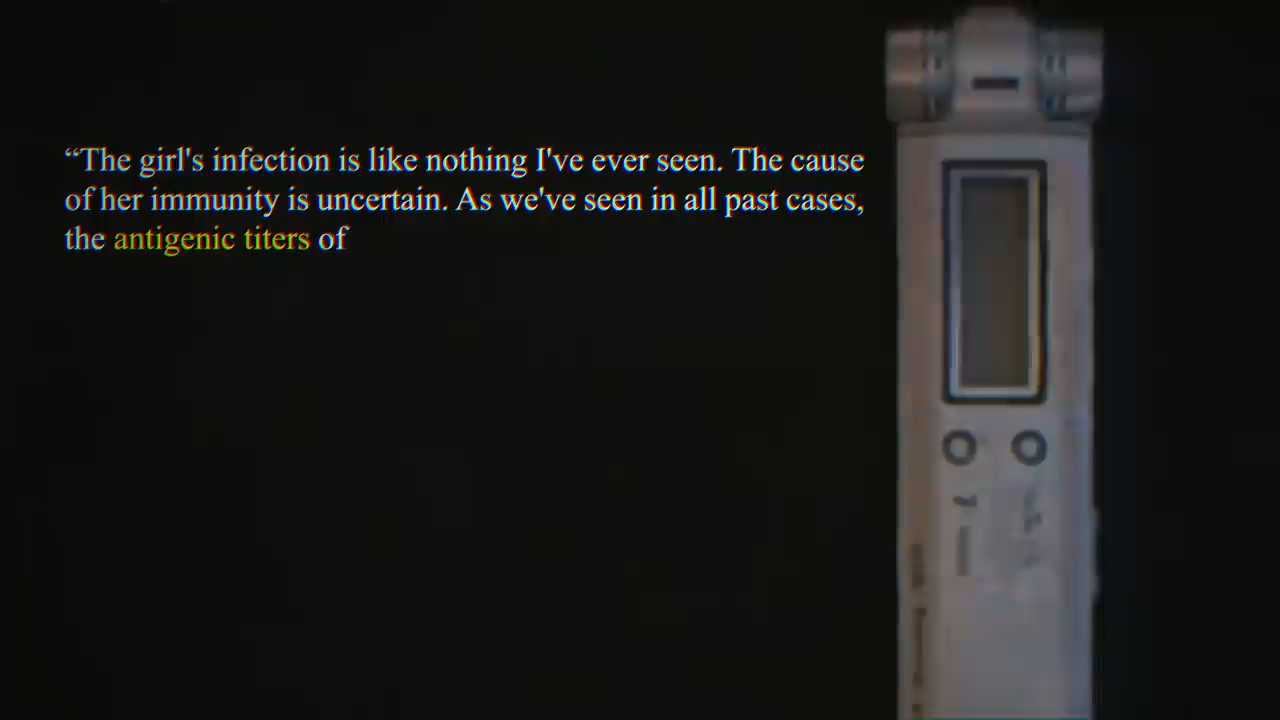 “The girl's infection is like nothing I've ever seen. The cause
of her immunity is uncertain. As we've seen in all past cases,
the antigenic titers of